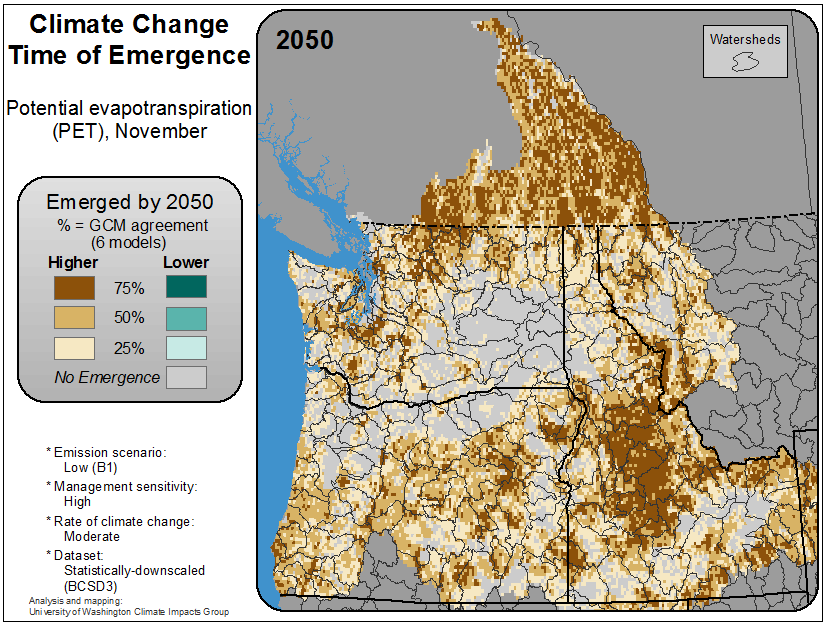 Climate Change
Time of Emergence
Potential evapotranspiration
(PET), November
Emerged by 2050
% = GCM agreement
(6 models)
Higher Lower
75%
50%
25%
No Emergence
* Emission scenario:
Low (B1)
* Management sensitivity:
High
* Rate of climate change:
Moderate
* Dataset:
Statistically-downscaled
(BCSD3)
Analysis and mapping:
University of Washington Climate Impacts Group
2050
Watersheds